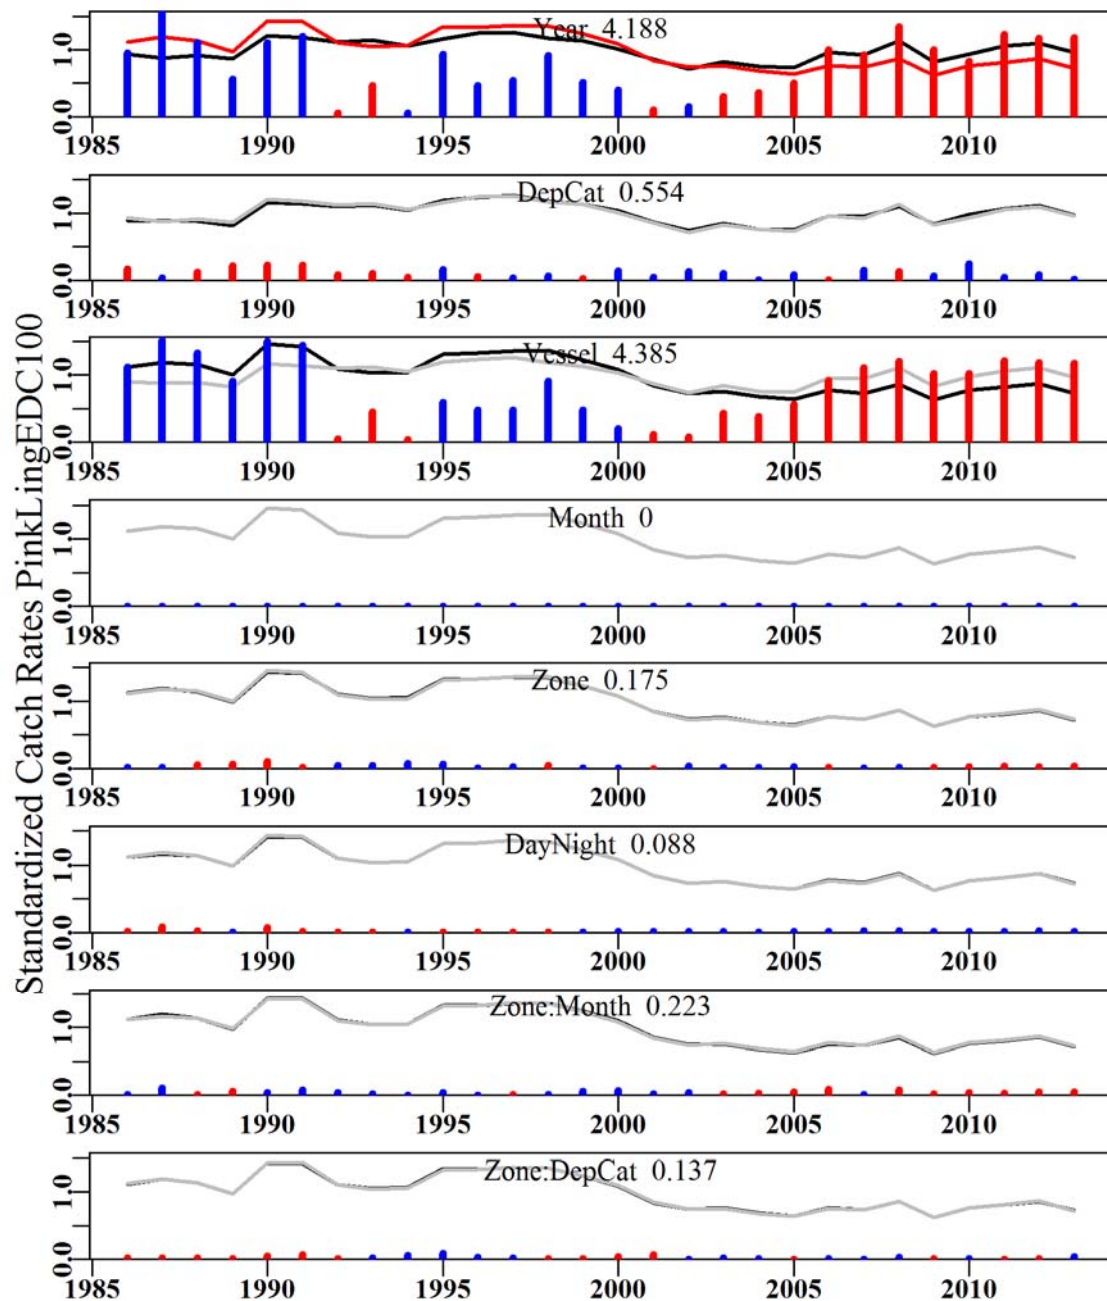 Standardized Catch Rates PinkLingEDC100
Year 4.188
0.0 1.0
1985 1990 1995 2000 2005 2010
DepCat 0.554
0.0 1.0
1985 1990 1995 2000 2005 2010
Vessel 4.385
0.0 1.0
1985 1990 1995 2000 2005 2010
Month 0
0.0 1.0
1985 1990 1995 2000 2005 2010
Zone 0.175
0.0 1.0
1985 1990 1995 2000 2005 2010
DayNight 0.088
0.0 1.0
1985 1990 1995 2000 2005 2010
Zone:Month 0.223
0.0 1.0
1985 1990 1995 2000 2005 2010
Zone:DepCat 0.137
0.0 1.0
1985 1990 1995 2000 2005 2010